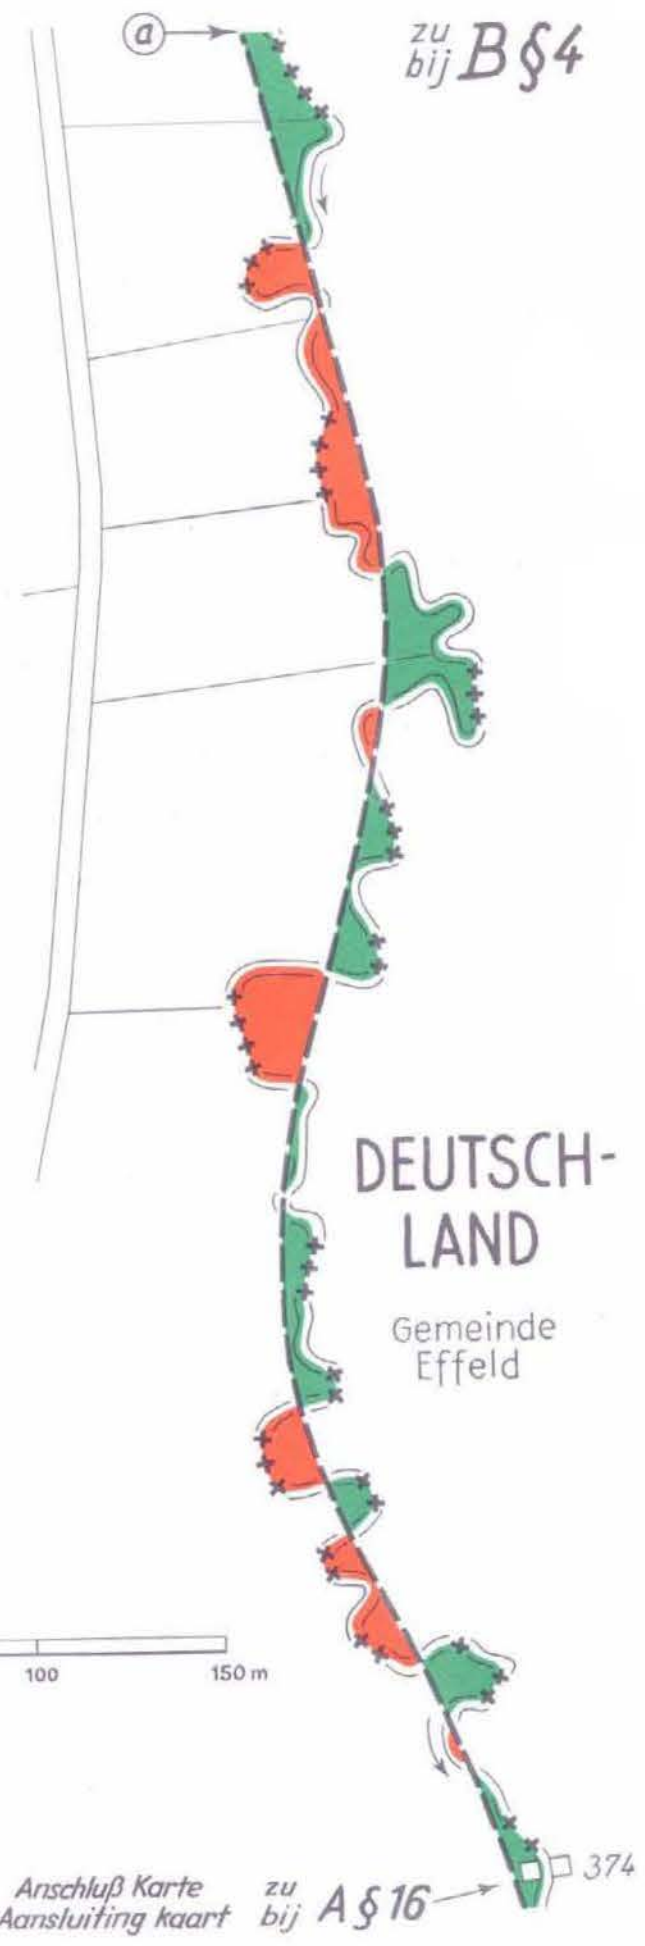 a
zu
bij B§4
DEUTSCH-
LAND
Gemeinde
Effeld
100 150 m
374
Anschluß Karte zu
Aansluiting kaart bij A§16